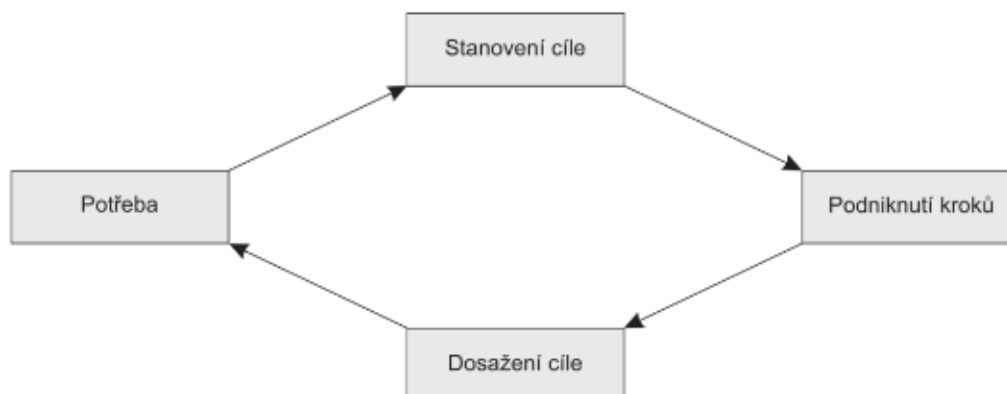 Stanovení cíle
Potřeba
Podniknutí kroků
Dosažení cíle